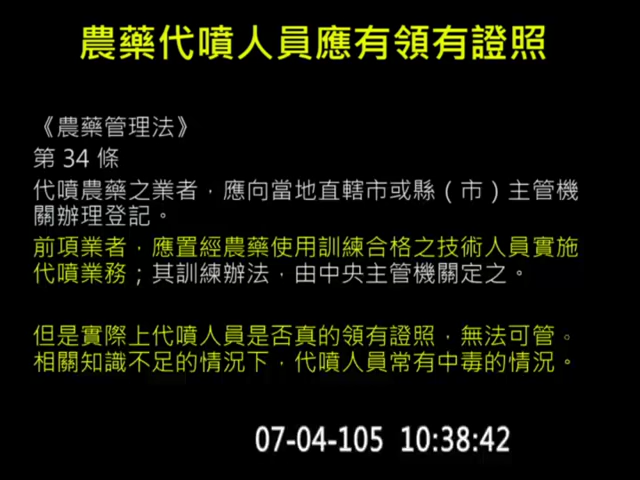 農藥代噴人員應有領有證照
《農藥管理法》
第 34 條
代噴農藥之業者，應向當地直轄市或縣（市）主管機
關辦理登記。
前項業者，應置經農藥使用訓練合格之技術人員實施
代噴業務；其訓練辦法，由中央主管機關定之。
但是實際上代噴人員是否真的領有證照，無法可管。
相關知識不足的情況下，代噴人員常有中毒的情況。
07-04-105 10:38:42